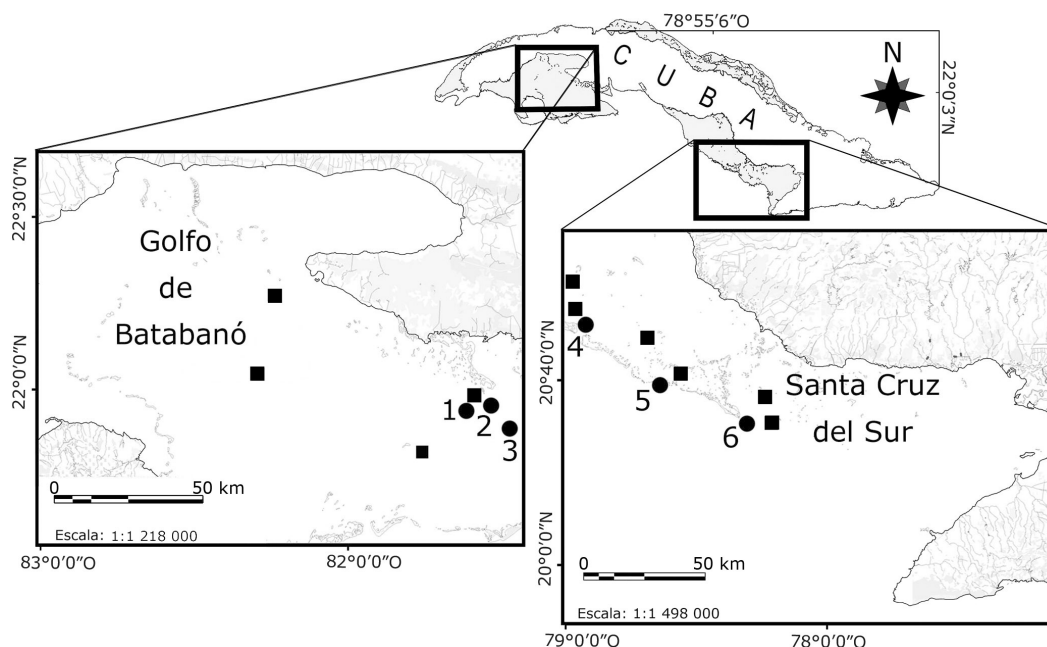 78°55'6"O
N
22°0'3"N
CUBA
22°30'0"N
22°0'0"N
Golfo
de
Batabanó
1
2
3
0
50 km
Escala: 1:1 218 000
83°0'0"O
82°0'0"O
20°40'0"N
20°0'0"N
4
5
6
Santa Cruz
del Sur
0
50 km
Escala: 1:1 498 000
79°0'0"O
78°0'0"O